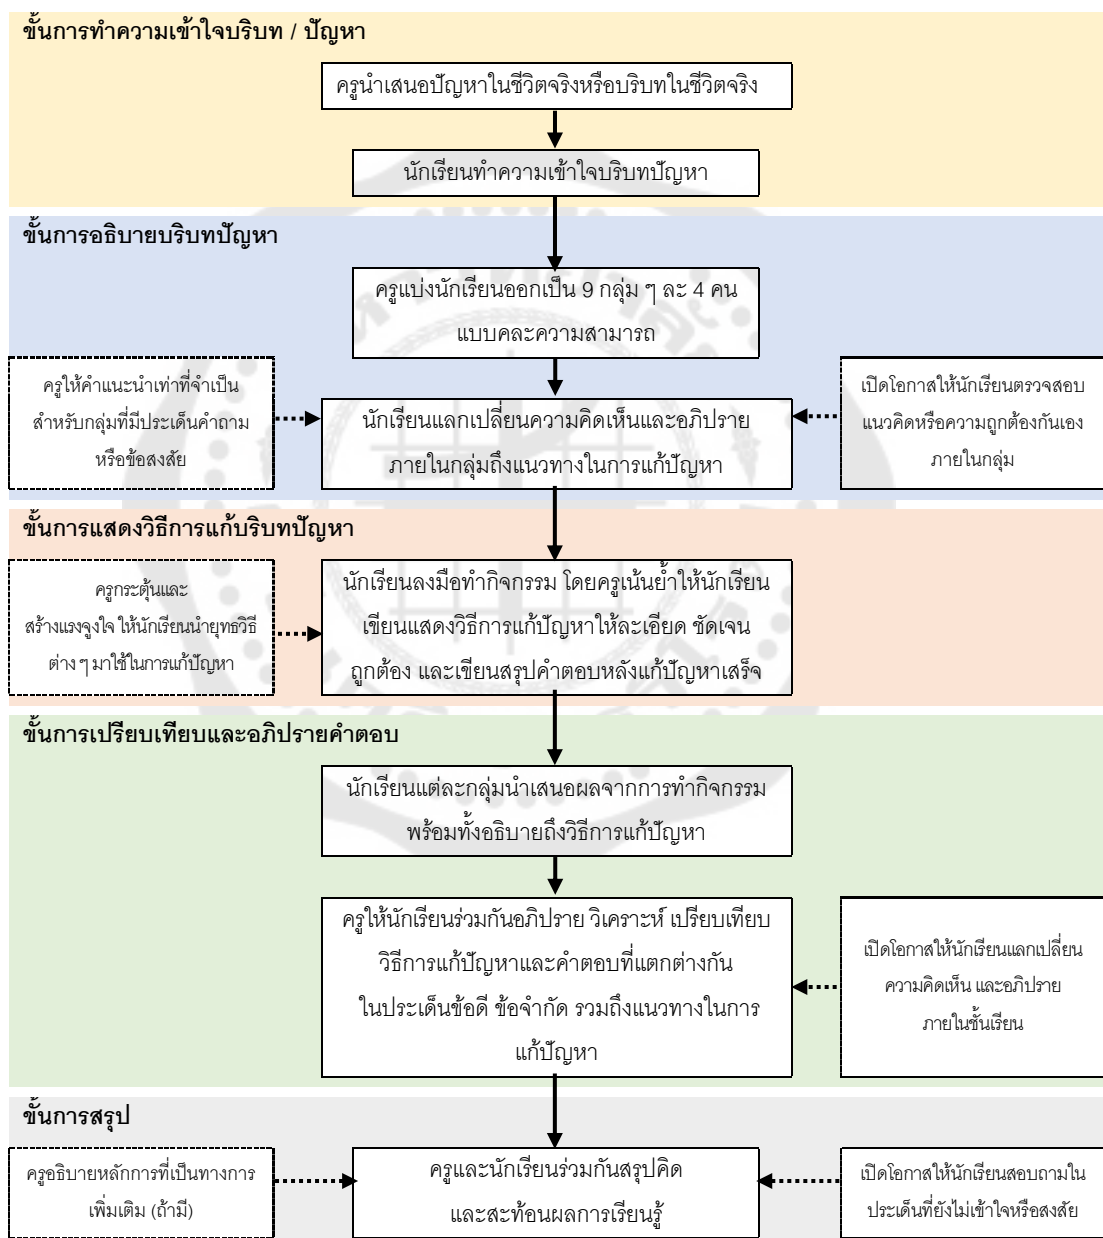 ขั้นการทำความเข้าใจบริบท / ปัญหา
ครูนำเสนอปัญหาในชีวิตจริงหรือบริบทในชีวิตจริง
นักเรียนทำความเข้าใจบริบทปัญหา
ขั้นการอธิบายบริบทปัญหา
ครูแบ่งนักเรียนออกเป็น 9 กลุ่ม ๆ ละ 4 คน
แบบคละความสามารถ
ครูให้คำแนะนำเท่าที่จำเป็น
สำหรับกลุ่มที่มีประเด็นคำถาม
หรือข้อสงสัย
นักเรียนแลกเปลี่ยนความคิดเห็นและอภิปราย
ภายในกลุ่มถึงแนวทางในการแก้ปัญหา
เปิดโอกาสให้นักเรียนตรวจสอบ
แนวคิดหรือความถูกต้องกันเอง
ภายในกลุ่ม
ขั้นการแสดงวิธีการแก้บริบทปัญหา
ครูกระตุ้นและ
สร้างแรงจูงใจ ให้นักเรียนนำยุทธวิธี
ต่าง ๆ มาใช้ในการแก้ปัญหา
นักเรียนลงมือทำกิจกรรม โดยครูเน้นย้ำให้นักเรียน
เขียนแสดงวิธีการแก้ปัญหาให้ละเอียด ชัดเจน
ถูกต้อง และเขียนสรุปคำตอบหลังแก้ปัญหาเสร็จ
ขั้นการเปรียบเทียบและอภิปรายคำตอบ
นักเรียนแต่ละกลุ่มนำเสนอผลจากการทำกิจกรรม
พร้อมทั้งอธิบายถึงวิธีการแก้ปัญหา
ครูให้นักเรียนร่วมกันอภิปราย วิเคราะห์ เปรียบเทียบ
วิธีการแก้ปัญหาและคำตอบที่แตกต่างกัน
ในประเด็นข้อดี ข้อจำกัด รวมถึงแนวทางในการ
แก้ปัญหา
เปิดโอกาสให้นักเรียนแลกเปลี่ยน
ความคิดเห็น และอภิปราย
ภายในชั้นเรียน
ขั้นการสรุป
ครูอธิบายหลักการที่เป็นทางการ
เพิ่มเติม (ถ้ามี)
ครูและนักเรียนร่วมกันสรุปคิด
และสะท้อนผลการเรียนรู้
เปิดโอกาสให้นักเรียนสอบถามใน
ประเด็นที่ยังไม่เข้าใจหรือสงสัย